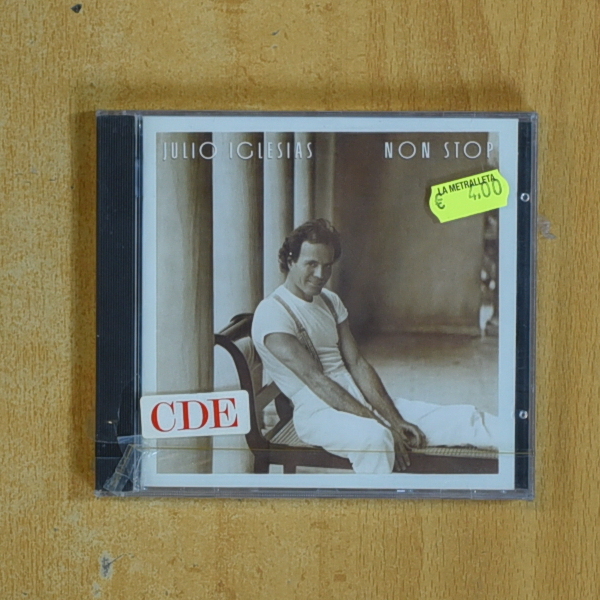 JULIO IGLESIAS NON STOP
LA METRALLETA
€ 4,00
CDE